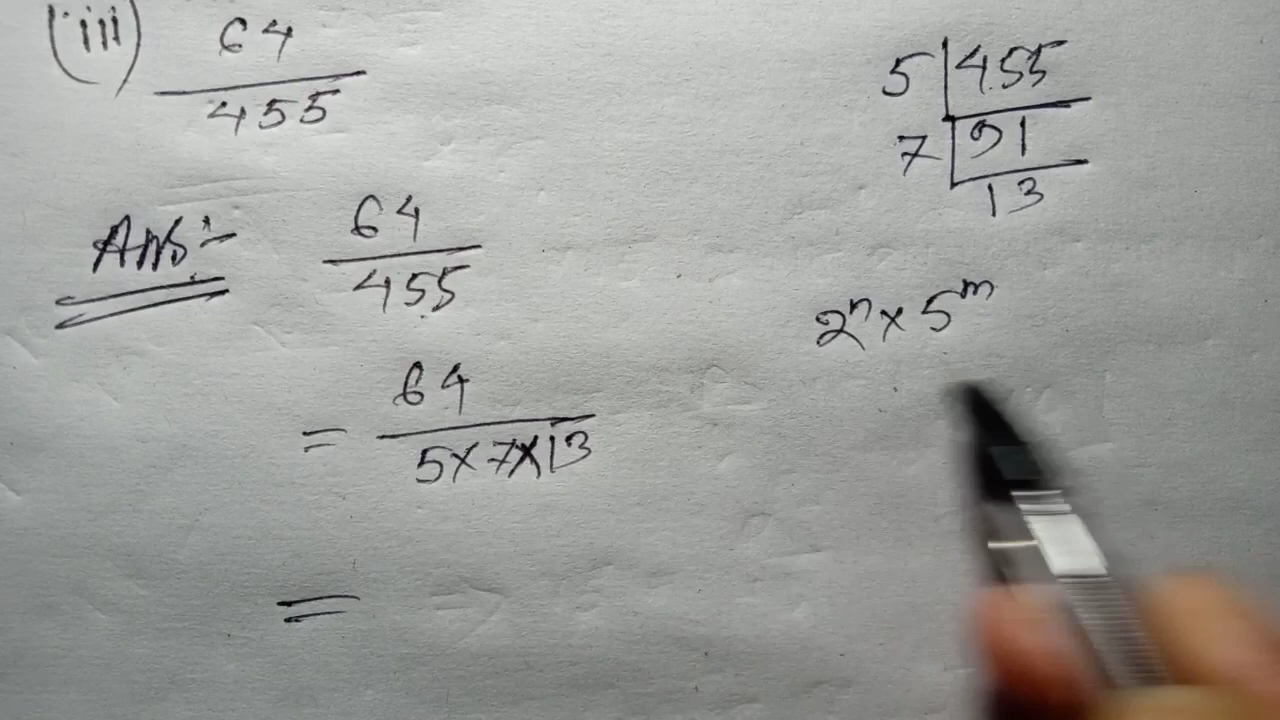 (iii) 64/455
5 | 455
7 | 91
13
Ans:- 64/455
2ⁿ × 5ᵐ
= 64/(5×7×13)
=